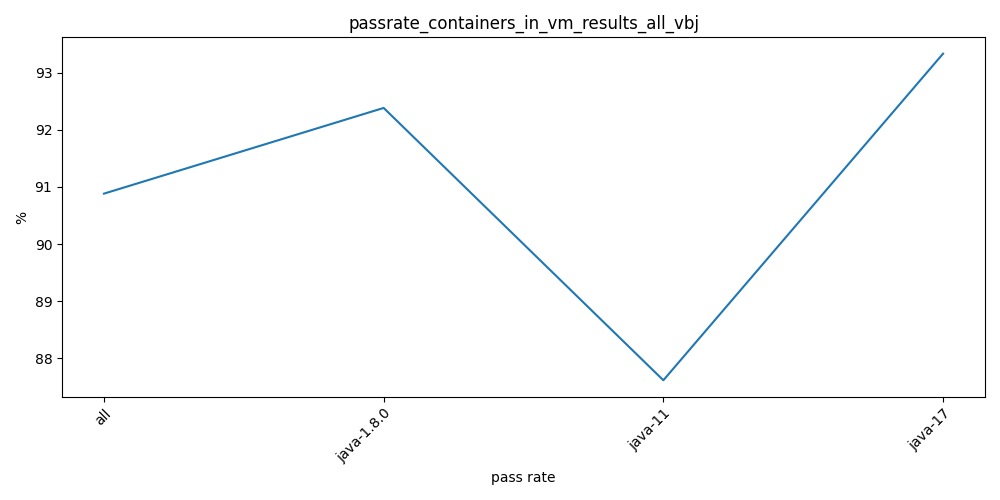 passrate_containers_in_vm_results_all_vbj
%
93
92
91
90
89
88
all
java-1.8.0
java-11
java-17
pass rate